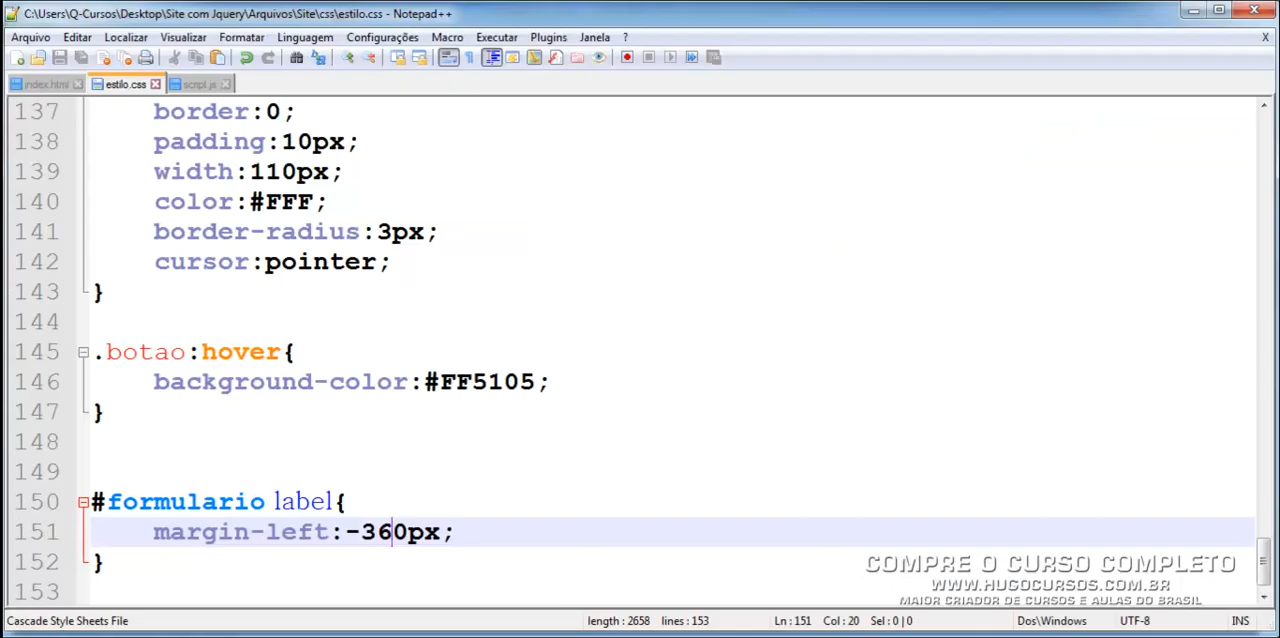 C:\Users\Q-Cursos\Desktop\Site com Jquery\Arquivos\Site\css\estilo.css - Notepad++
Arquivo Editar Localizar Visualizar Formatar Linguagem Configurações Macro Executar Plugins Janela ? X
index.html estilo.css script.js
137 border:0;
138 padding:10px;
139 width:110px;
140 color:#FFF;
141 border-radius:3px;
142 cursor:pointer;
143 }
144
145 .botao:hover{
146 background-color:#FF5105;
147 }
148
149
150 #formulario label{
151 margin-left:-360px;
152 }
153
COMPRE O CURSO COMPLETO
WWW.HUGOCURSOS.COM.BR
MAIOR CRIADOR DE CURSOS E AULAS DO BRASIL
Cascade Style Sheets File length : 2658 lines : 153 Ln : 151 Col : 20 Sel : 0 | 0 Dos\Windows UTF-8 INS